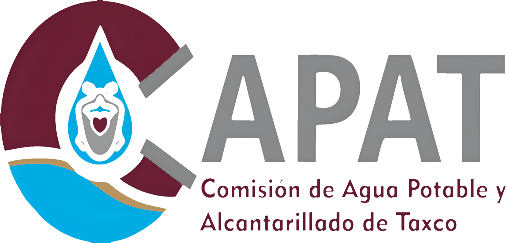 CAPAT
Comisión de Agua Potable y
Alcantarillado de Taxco